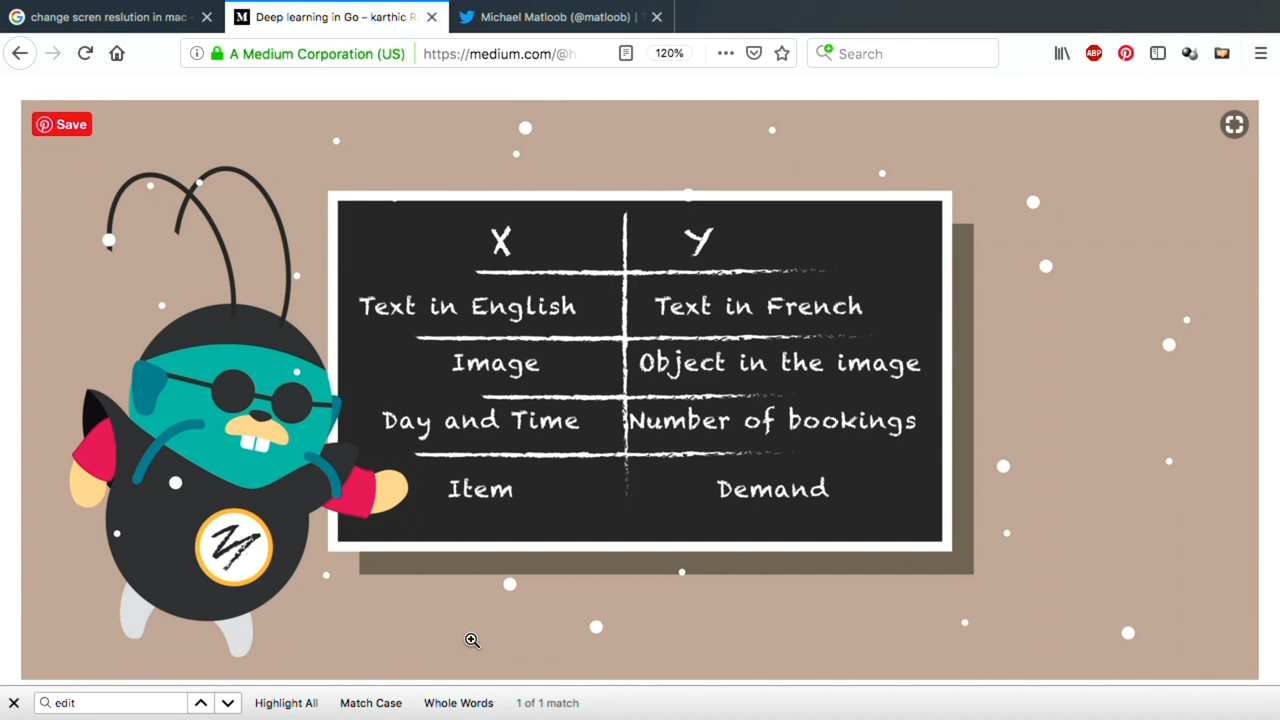 change scren reslution in mac -
Deep learning in Go – karthic R
Michael Matloob (@matloob) | T
A Medium Corporation (US)
https://medium.com/@h
120%
Search
ABP
Save
X Y
Text in English Text in French
Image Object in the image
Day and Time Number of bookings
Item Demand
edit
Highlight All Match Case Whole Words 1 of 1 match